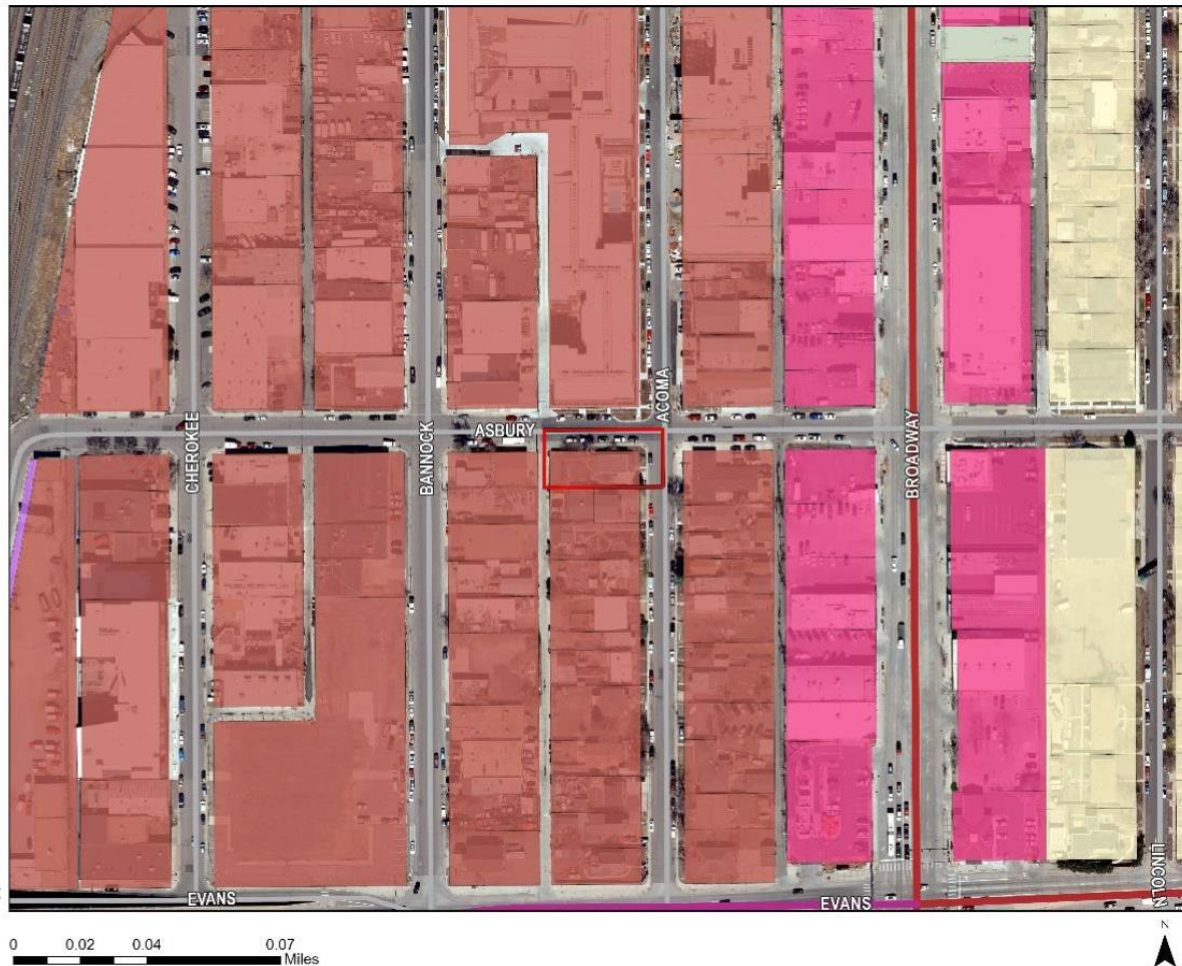 ACOMA
ASBURY
CHEROKEE
BANNOCK
BROADWAY
EVANS
EVANS
LINCOLN
0 0.02 0.04 0.07
Miles
N